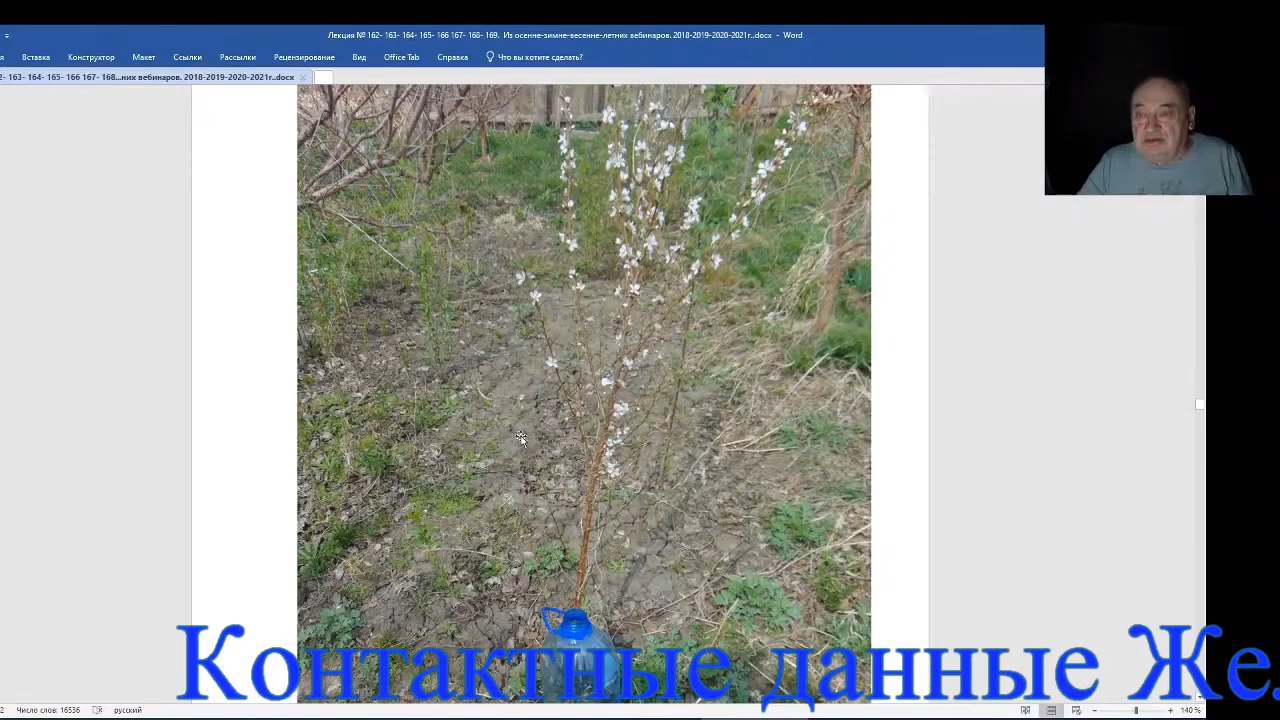 Лекция № 162- 163- 164- 165- 166 167- 168- 169. Из осенне-зимне-весенне-летних вебинаров. 2018-2019-2020-2021г..docx - Word
я Вставка Конструктор Макет Ссылки Рассылки Рецензирование Вид Office Tab Справка Что вы хотите сделать?
2- 163- 164- 165- 166 167- 168...них вебинаров. 2018-2019-2020-2021г..docx
Контактные данные Же
2 Число слов: 16536 русский 140 %